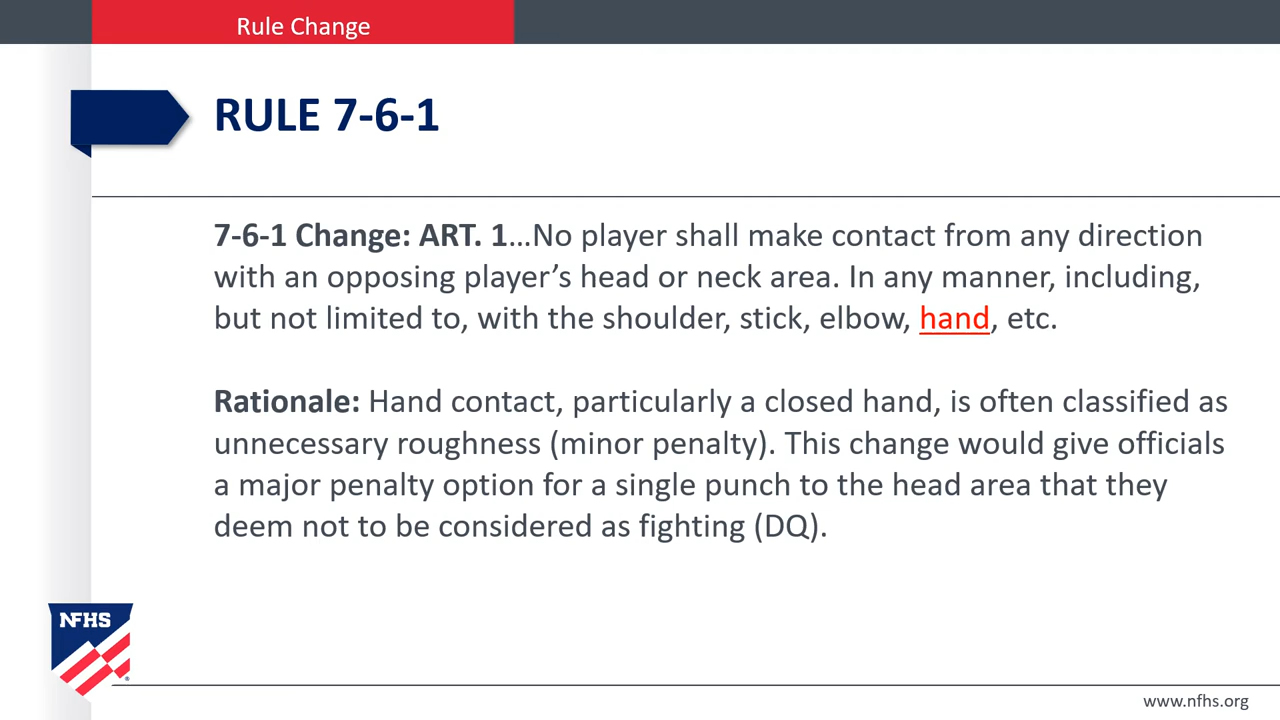 Rule Change
RULE 7-6-1
7-6-1 Change: ART. 1…No player shall make contact from any direction
with an opposing player’s head or neck area. In any manner, including,
but not limited to, with the shoulder, stick, elbow, hand, etc.
Rationale: Hand contact, particularly a closed hand, is often classified as
unnecessary roughness (minor penalty). This change would give officials
a major penalty option for a single punch to the head area that they
deem not to be considered as fighting (DQ).
NFHS
®
www.nfhs.org